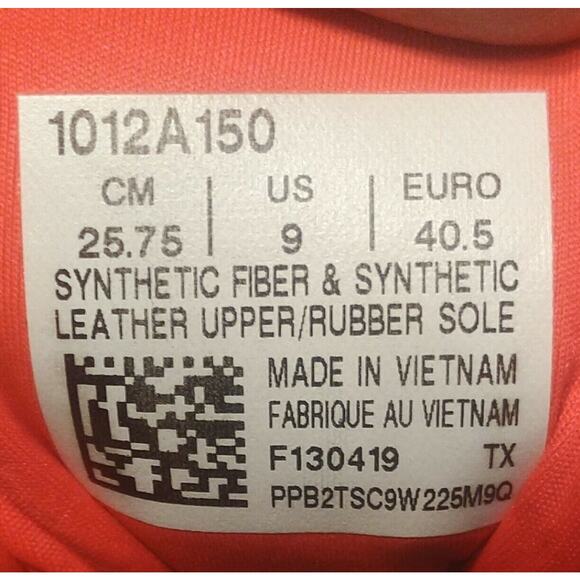 1012A150
CM | US | EURO
25.75 | 9 | 40.5
SYNTHETIC FIBER & SYNTHETIC
LEATHER UPPER/RUBBER SOLE
MADE IN VIETNAM
FABRIQUE AU VIETNAM
F130419 TX
PPB2TSC9W225M9Q